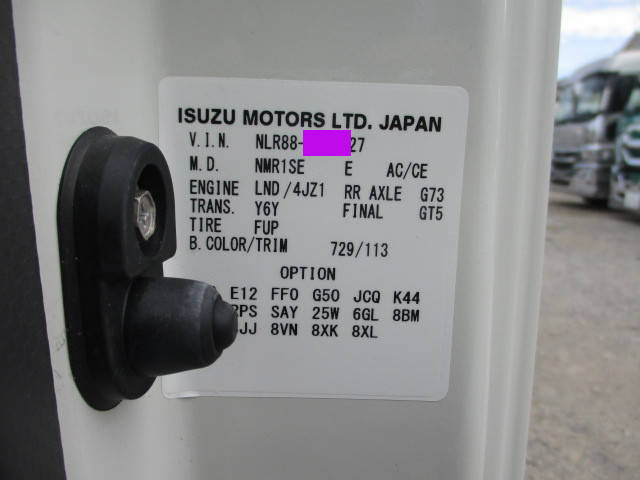 ISUZU MOTORS LTD. JAPAN
V.I.N. NLR88- 27
M.D. NMR1SE E AC/CE
ENGINE LND/4JZ1 RR AXLE G73
TRANS. Y6Y FINAL GT5
TIRE FUP
B.COLOR/TRIM 729/113
OPTION
E12 FF0 G50 JCQ K44
PS SAY 25W 6GL 8BM
JJ 8VN 8XK 8XL